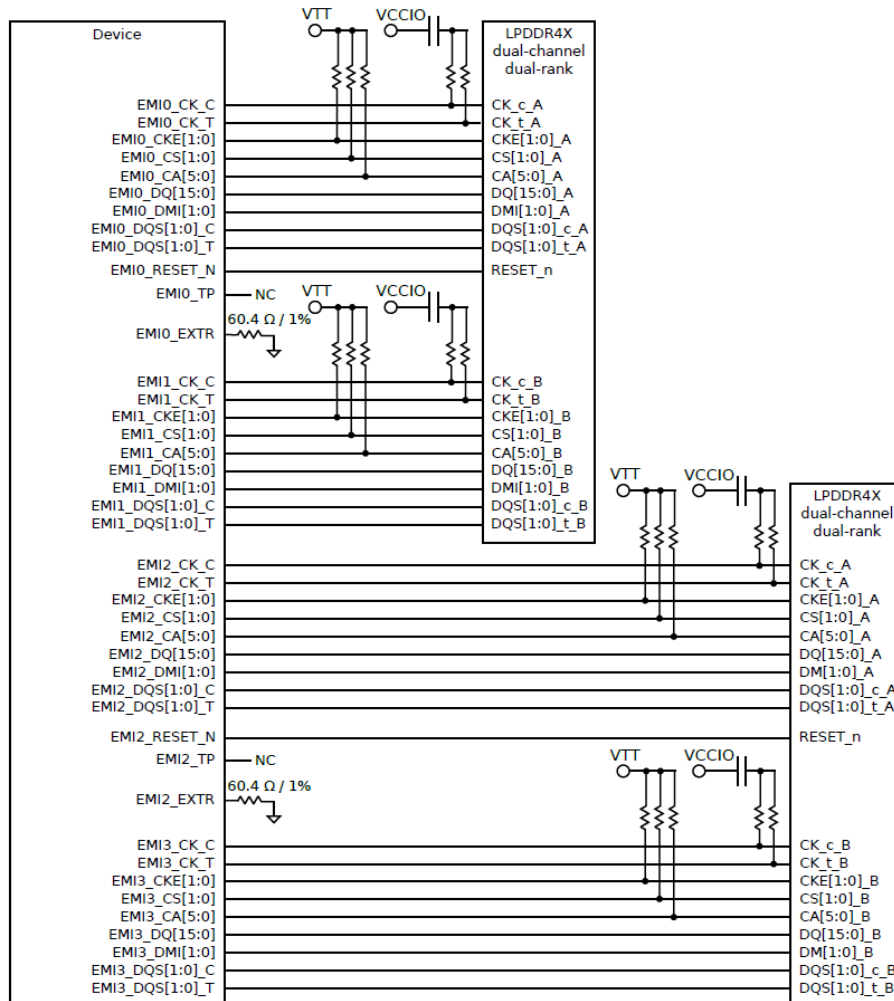 Device
VTT
VCCIO
LPDDR4X
dual-channel
dual-rank
EMI0_CK_C
CK_c_A
EMI0_CK_T
CK_t_A
EMI0_CKE[1:0]
CKE[1:0]_A
EMI0_CS[1:0]
CS[1:0]_A
EMI0_CA[5:0]
CA[5:0]_A
EMI0_DQ[15:0]
DQ[15:0]_A
EMI0_DMI[1:0]
DMI[1:0]_A
EMI0_DQS[1:0]_C
DQS[1:0]_c_A
EMI0_DQS[1:0]_T
DQS[1:0]_t_A
EMI0_RESET_N
RESET_n
EMI0_TP
NC
VTT
VCCIO
60.4 Ω / 1%
EMI0_EXTR
EMI1_CK_C
CK_c_B
EMI1_CK_T
CK_t_B
EMI1_CKE[1:0]
CKE[1:0]_B
EMI1_CS[1:0]
CS[1:0]_B
EMI1_CA[5:0]
CA[5:0]_B
EMI1_DQ[15:0]
DQ[15:0]_B
EMI1_DMI[1:0]
DMI[1:0]_B
EMI1_DQS[1:0]_C
DQS[1:0]_c_B
EMI1_DQS[1:0]_T
DQS[1:0]_t_B
VTT
VCCIO
LPDDR4X
dual-channel
dual-rank
EMI2_CK_C
CK_c_A
EMI2_CK_T
CK_t_A
EMI2_CKE[1:0]
CKE[1:0]_A
EMI2_CS[1:0]
CS[1:0]_A
EMI2_CA[5:0]
CA[5:0]_A
EMI2_DQ[15:0]
DQ[15:0]_A
EMI2_DMI[1:0]
DM[1:0]_A
EMI2_DQS[1:0]_C
DQS[1:0]_c_A
EMI2_DQS[1:0]_T
DQS[1:0]_t_A
EMI2_RESET_N
RESET_n
EMI2_TP
NC
VTT
VCCIO
60.4 Ω / 1%
EMI2_EXTR
EMI3_CK_C
CK_c_B
EMI3_CK_T
CK_t_B
EMI3_CKE[1:0]
CKE[1:0]_B
EMI3_CS[1:0]
CS[1:0]_B
EMI3_CA[5:0]
CA[5:0]_B
EMI3_DQ[15:0]
DQ[15:0]_B
EMI3_DMI[1:0]
DM[1:0]_B
EMI3_DQS[1:0]_C
DQS[1:0]_c_B
EMI3_DQS[1:0]_T
DQS[1:0]_t_B